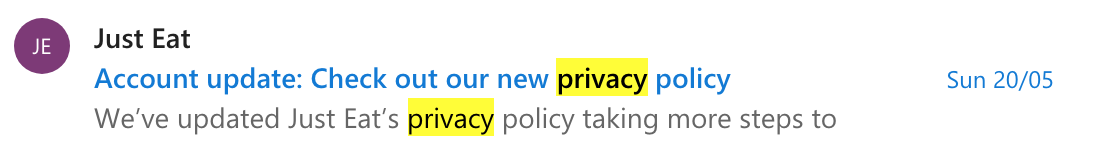 JE
Just Eat
Account update: Check out our new privacy policy
Sun 20/05
We’ve updated Just Eat’s privacy policy taking more steps to